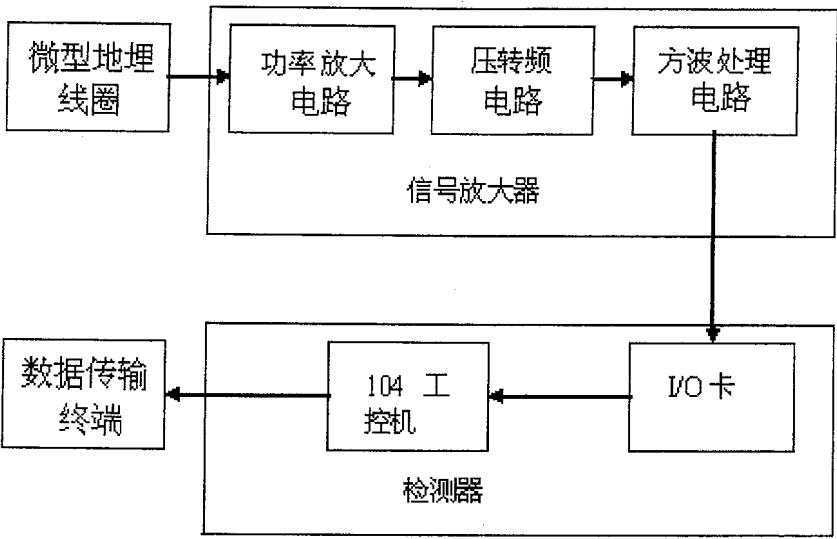 微型地埋
线圈
功率放大
电路
压转频
电路
方波处理
电路
信号放大器
数据传输
终端
104 工
控机
I/O 卡
检测器